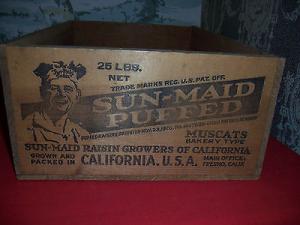 25 LBS.
NET
TRADE MARKS REG. U.S. PAT. OFF.
SUN-MAID
PUFFED
MUSCATS
BAKERY TYPE
SUN-MAID RAISIN GROWERS OF CALIFORNIA
GROWN AND
PACKED IN
CALIFORNIA. U.S.A.
MAIN OFFICE:
FRESNO, CALIF.